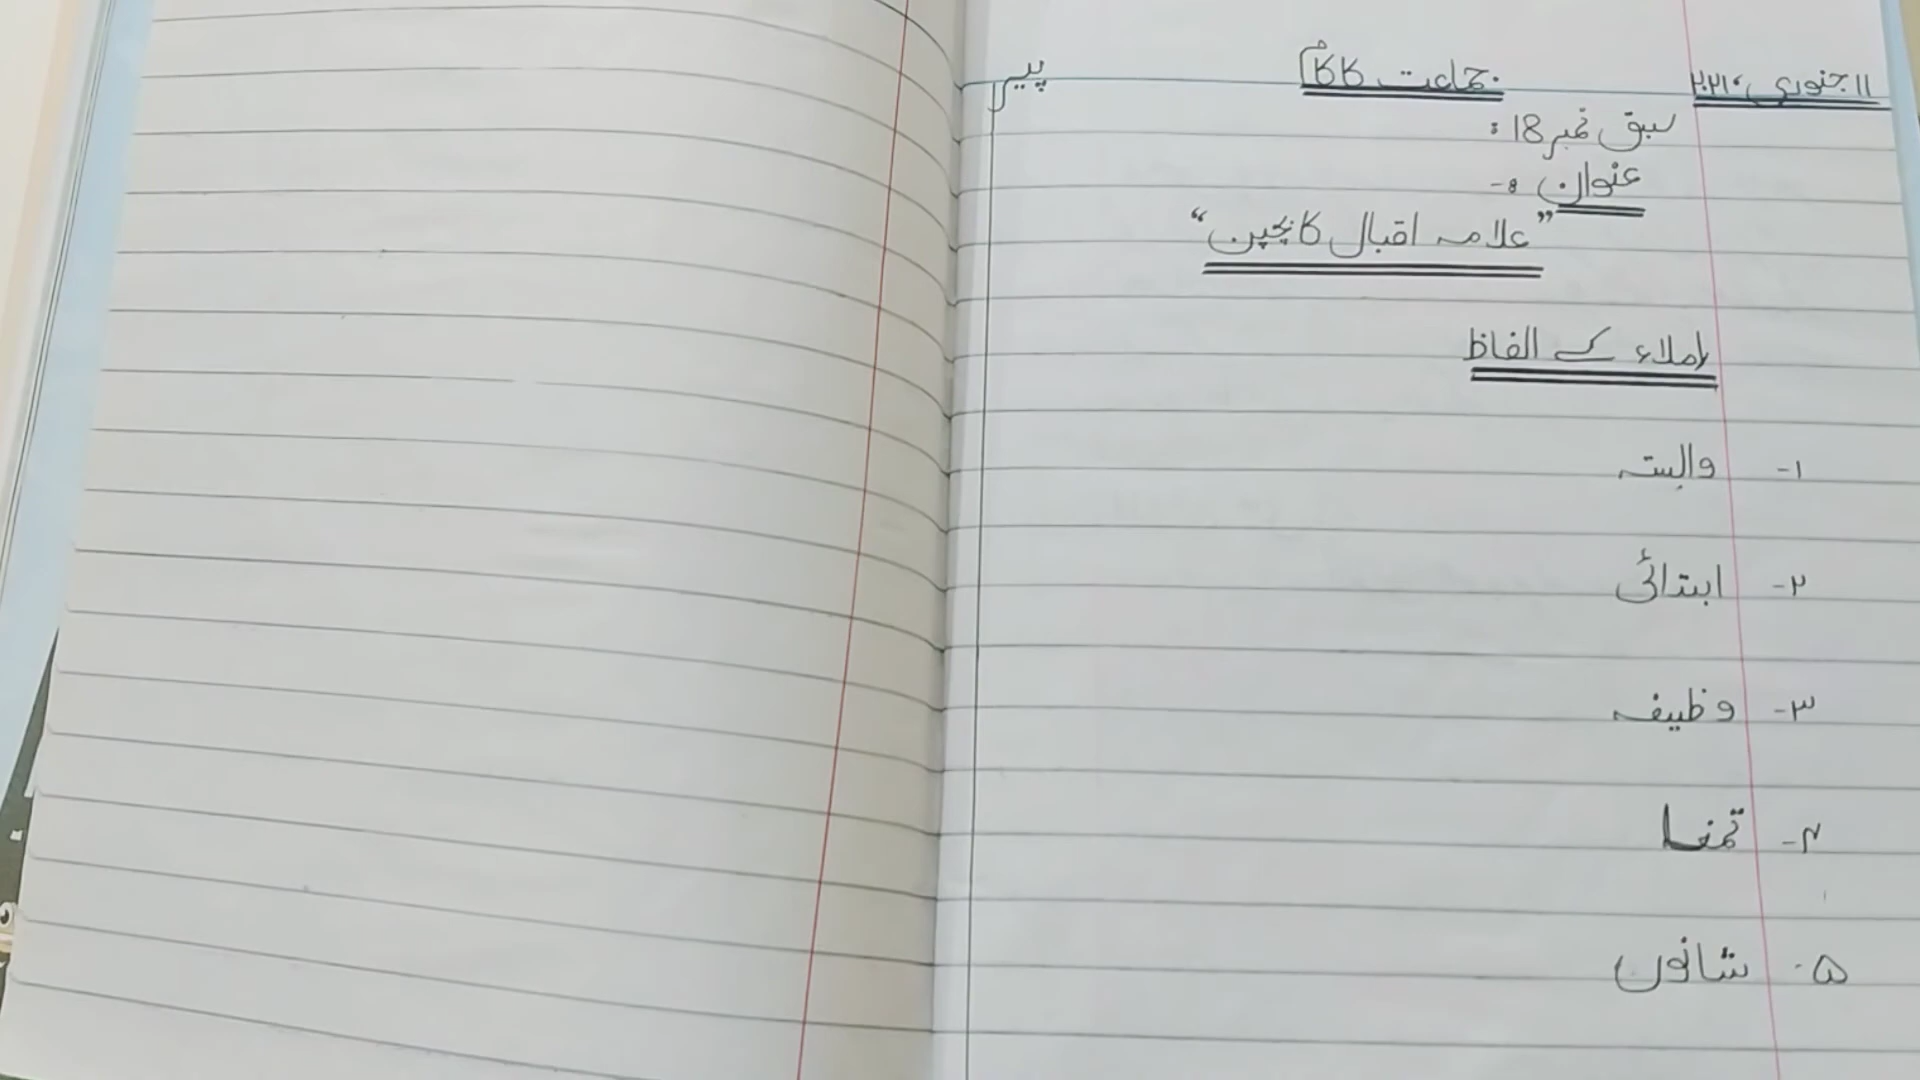 ۱۱ جنوری ۲۰۲۱ء جماعت کا کام پیر
سبق نمبر 18 :
عنوان :-
”علامہ اقبال کا بچپن“
املاء کے الفاظ
۱- وابستہ
۲- ابتدائی
۳- وظیفہ
۴- تمغا
۵- شانوں